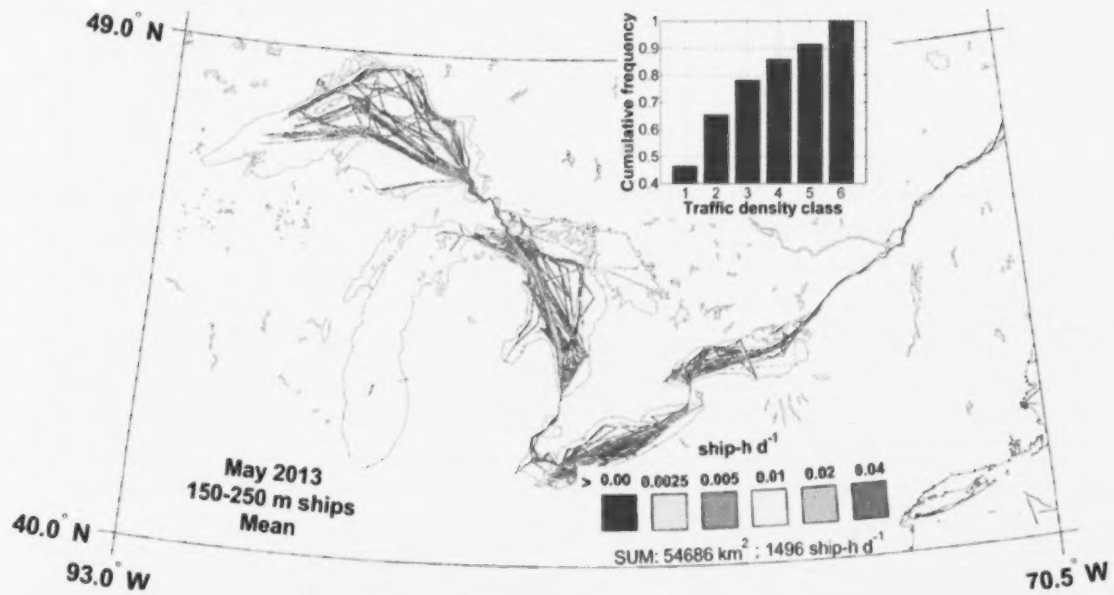 49.0° N
Cumulative frequency
1
0.9
0.8
0.7
0.6
0.5
0.4
1 2 3 4 5 6
Traffic density class
May 2013
150-250 m ships
Mean
ship-h d⁻¹
> 0.00 0.0025 0.005 0.01 0.02 0.04
SUM: 54686 km² ; 1496 ship-h d⁻¹
40.0° N
93.0° W
70.5° W